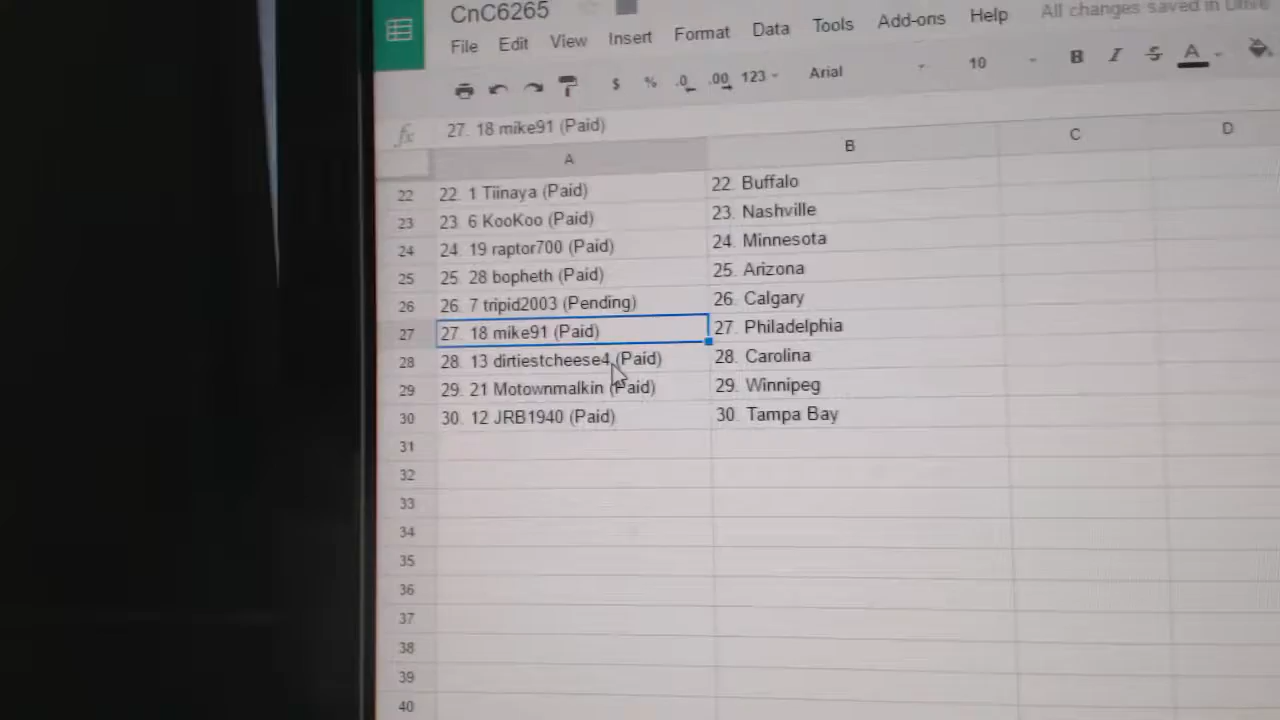 CnC6265
File Edit View Insert Format Data Tools Add-ons Help All changes saved in Drive
$ % .0 .00 123 Arial 10 B I S A
fx 27. 18 mike91 (Paid)
A B C D
22 22. 1 Tiinaya (Paid) 22. Buffalo
23 23. 6 KooKoo (Paid) 23. Nashville
24 24. 19 raptor700 (Paid) 24. Minnesota
25 25. 28 bopheth (Paid) 25. Arizona
26 26. 7 tripid2003 (Pending) 26. Calgary
27 27. 18 mike91 (Paid) 27. Philadelphia
28 28. 13 dirtiestcheese4 (Paid) 28. Carolina
29 29. 21 Motownmalkin (Paid) 29. Winnipeg
30 30. 12 JRB1940 (Paid) 30. Tampa Bay
31
32
33
34
35
36
37
38
39
40